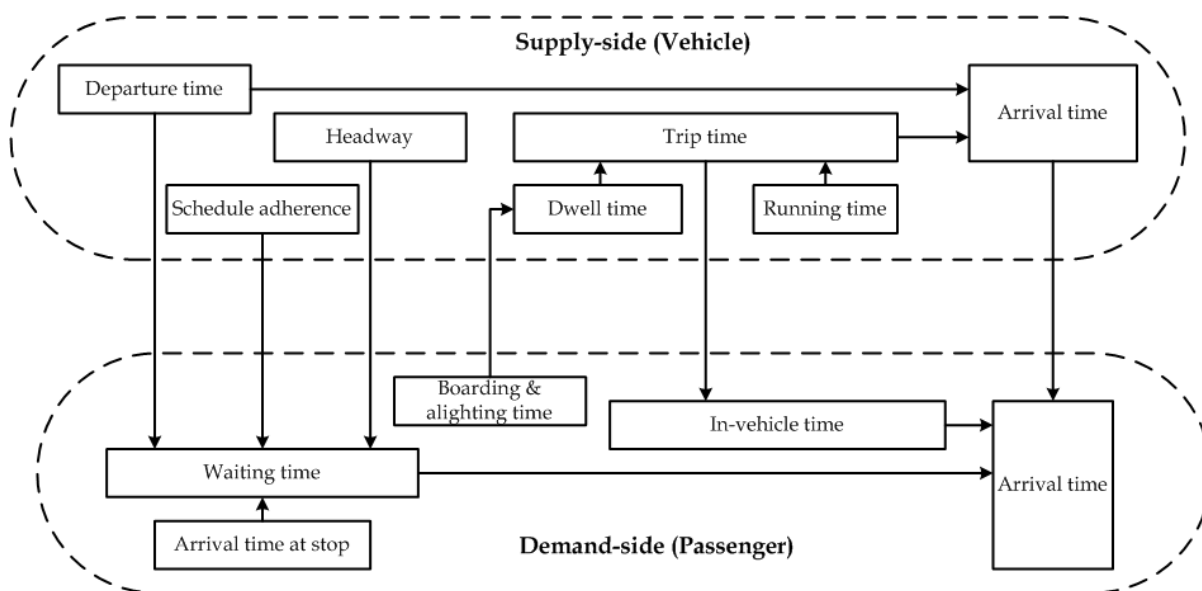 Supply-side (Vehicle)
Departure time
Arrival time
Headway
Trip time
Schedule adherence
Dwell time
Running time
Boarding &
alighting time
In-vehicle time
Waiting time
Arrival time
Arrival time at stop
Demand-side (Passenger)